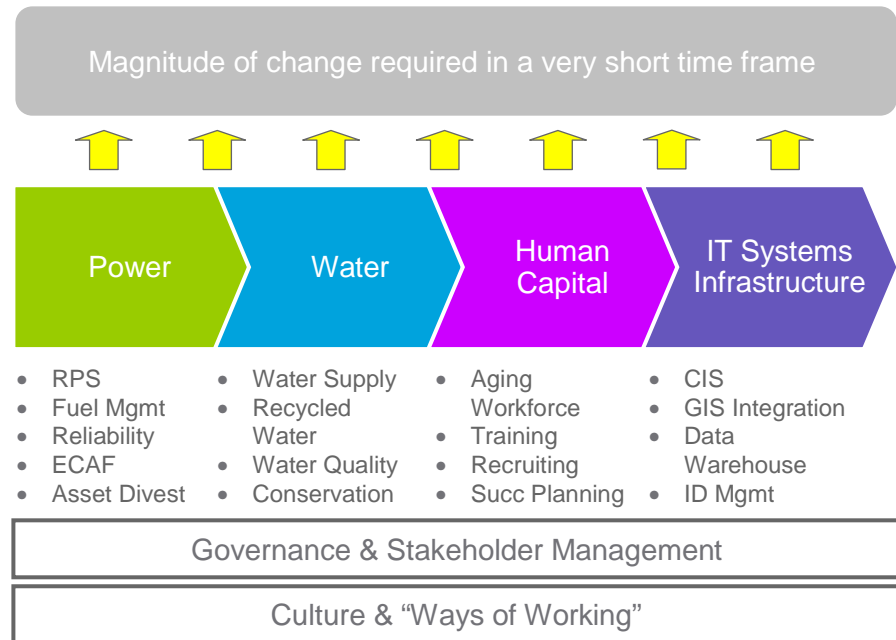 Magnitude of change required in a very short time frame
Power
Water
Human
Capital
IT Systems
Infrastructure
• RPS
• Fuel Mgmt
• Reliability
• ECAF
• Asset Divest
• Water Supply
• Recycled
Water
• Water Quality
• Conservation
• Aging
Workforce
• Training
• Recruiting
• Succ Planning
• CIS
• GIS Integration
• Data
Warehouse
• ID Mgmt
Governance & Stakeholder Management
Culture & “Ways of Working”